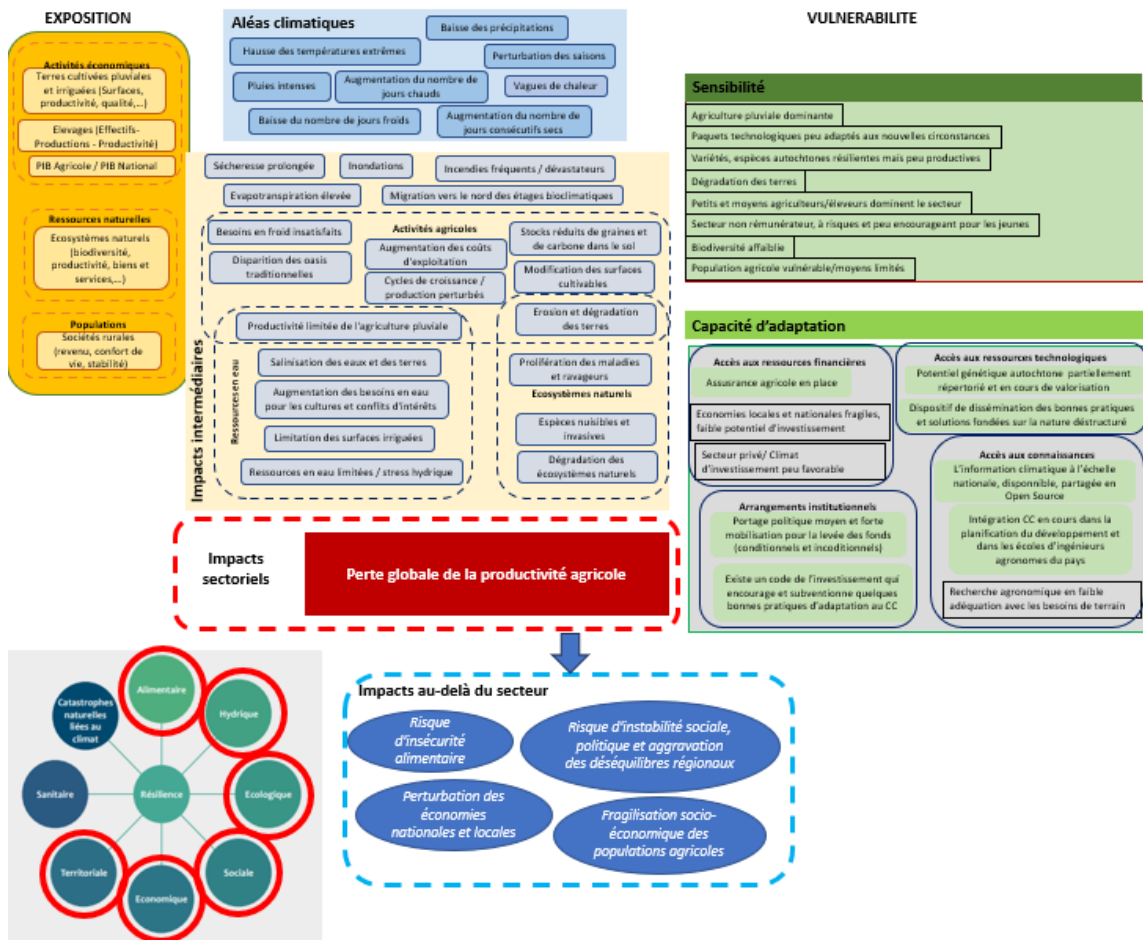 EXPOSITION
Activités économiques
Terres cultivées pluviales
et irriguées (Surfaces,
productivité, qualité,...)
Elevages (Effectifs-
Productions - Productivité)
PIB Agricole / PIB National
Ressources naturelles
Ecosystèmes naturels
(biodiversité,
productivité, biens et
services,...)
Populations
Sociétés rurales
(revenu, confort de
vie, stabilité)
Aléas climatiques
Baisse des précipitations
Hausse des températures extrêmes
Perturbation des saisons
Pluies intenses
Augmentation du nombre de
jours chauds
Vagues de chaleur
Baisse du nombre de jours froids
Augmentation du nombre de
jours consécutifs secs
Impacts intermédiaires
Sécheresse prolongée
Inondations
Incendies fréquents / dévastateurs
Evapotranspiration élevée
Migration vers le nord des étages bioclimatiques
Besoins en froid insatisfaits
Activités agricoles
Stocks réduits de graines et
de carbone dans le sol
Disparition des oasis
traditionnelles
Augmentation des coûts
d'exploitation
Modification des surfaces
cultivables
Cycles de croissance /
production perturbés
Productivité limitée de l'agriculture pluviale
Erosion et dégradation
des terres
Ressources en eau
Salinisation des eaux et des terres
Augmentation des besoins en eau
pour les cultures et conflits d'intérêts
Limitation des surfaces irriguées
Ressources en eau limitées / stress hydrique
Prolifération des maladies et
ravageurs
Ecosystèmes naturels
Espèces nuisibles et
invasives
Dégradation des
écosystèmes naturels
Impacts
sectoriels
Perte globale de la productivité agricole
VULNERABILITE
Sensibilité
Agriculture pluviale dominante
Paquets technologiques peu adaptés aux nouvelles circonstances
Variétés, espèces autochtones résilientes mais peu productives
Dégradation des terres
Petits et moyens agriculteurs/éleveurs dominent le secteur
Secteur non rémunérateur, à risques et peu encourageant pour les jeunes
Biodiversité affaiblie
Population agricole vulnérable/moyens limités
Capacité d'adaptation
Accès aux ressources financières
Assusrance agricole en place
Economies locales et nationales fragiles,
faible potentiel d'investissement
Secteur privé/ Climat
d'investissement peu favorable
Accès aux ressources technologiques
Potentiel génétique autochtone partiellement
répertorié et en cours de valorisation
Dispositif de dissémination des bonnes pratiques
et solutions fondées sur la nature déstructuré
Arrangements institutionnels
Portage politique moyen et forte
mobilisation pour la levée des fonds
(conditionnels et incoditionnels)
Existe un code de l'investissement qui
encourage et subventionne quelques
bonnes pratiques d'adaptation au CC
Accès aux connaissances
L'information climatique à l'échelle
nationale, disponnible, partagée en
Open Source
Intégration CC en cours dans la
planification du développement et
dans les écoles d'ingénieurs
agronomes du pays
Recherche agronomique en faible
adéquation avec les besoins de terrain
Alimentaire
Hydrique
Ecologique
Sociale
Economique
Territoriale
Sanitaire
Catastrophes
naturelles
liées au
climat
Résilience
Impacts au-delà du secteur
Risque
d'insécurité
alimentaire
Risque d'instabilité sociale,
politique et aggravation
des déséquilibres régionaux
Perturbation des
économies
nationales et locales
Fragilisation socio-
économique des
populations agricoles